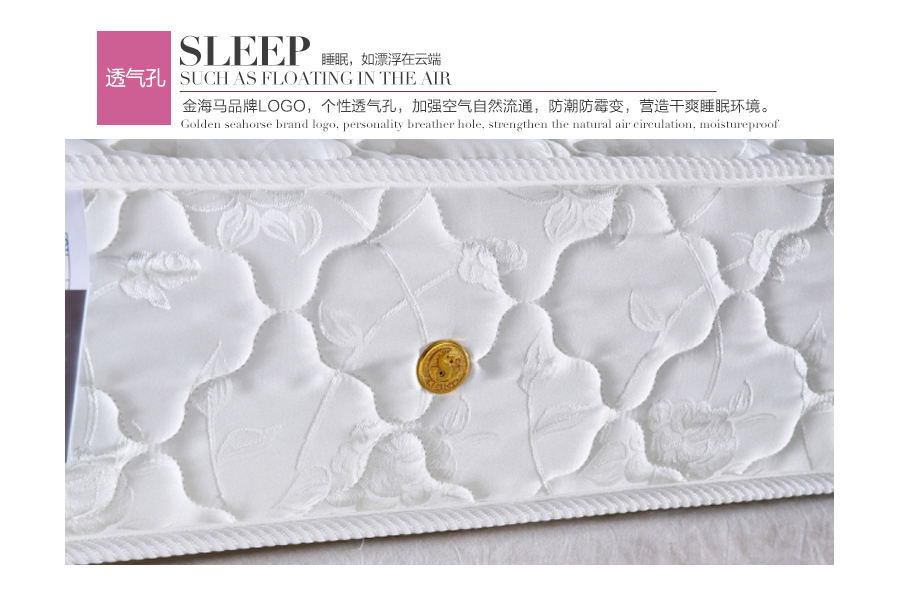 透气孔
SLEEP 睡眠，如漂浮在云端
SUCH AS FLOATING IN THE AIR
金海马品牌LOGO，个性透气孔，加强空气自然流通，防潮防霉变，营造干爽睡眠环境。
Golden seahorse brand logo, personality breather hole, strengthen the natural air circulation, moistureproof